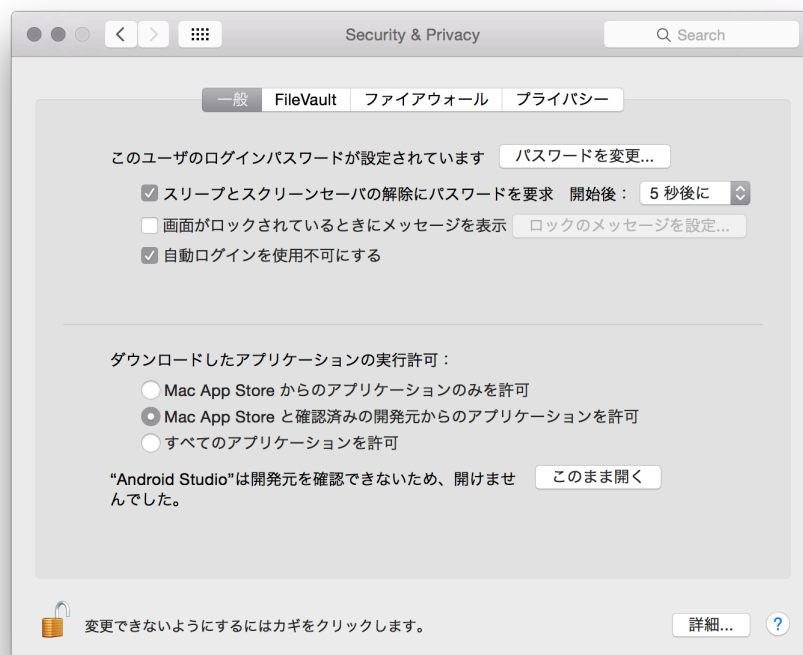 Security & Privacy
Search
一般
FileVault
ファイアウォール
プライバシー
このユーザのログインパスワードが設定されています
パスワードを変更...
スリープとスクリーンセーバの解除にパスワードを要求 開始後：
5 秒後に
画面がロックされているときにメッセージを表示
ロックのメッセージを設定...
自動ログインを使用不可にする
ダウンロードしたアプリケーションの実行許可：
Mac App Store からのアプリケーションのみを許可
Mac App Store と確認済みの開発元からのアプリケーションを許可
すべてのアプリケーションを許可
“Android Studio”は開発元を確認できないため、開けませ
んでした。
このまま開く
変更できないようにするにはカギをクリックします。
詳細...
?